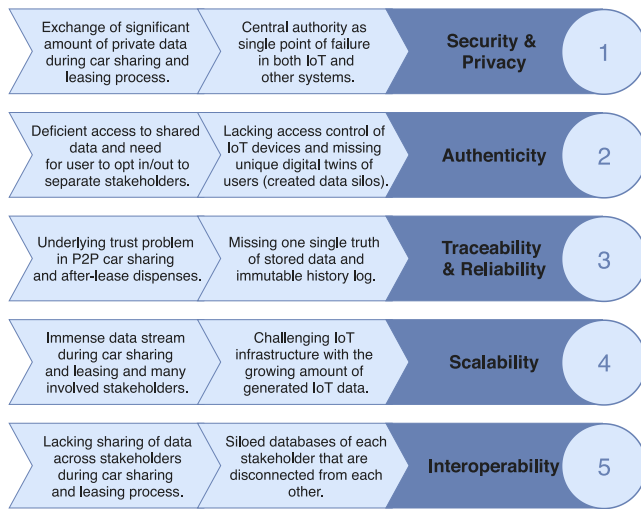 Exchange of significant
amount of private data
during car sharing and
leasing process.
Central authority as
single point of failure
in both IoT and
other systems.
Security &
Privacy
1
Deficient access to shared
data and need
for user to opt in/out to
separate stakeholders.
Lacking access control of
IoT devices and missing
unique digital twins of
users (created data silos).
Authenticity
2
Underlying trust problem
in P2P car sharing
and after-lease dispenses.
Missing one single truth
of stored data and
immutable history log.
Traceability
& Reliability
3
Immense data stream
during car sharing
and leasing and many
involved stakeholders.
Challenging IoT
infrastructure with the
growing amount of
generated IoT data.
Scalability
4
Lacking sharing of data
across stakeholders
during car sharing
and leasing process.
Siloed databases of each
stakeholder that are
disconnected from each
other.
Interoperability
5